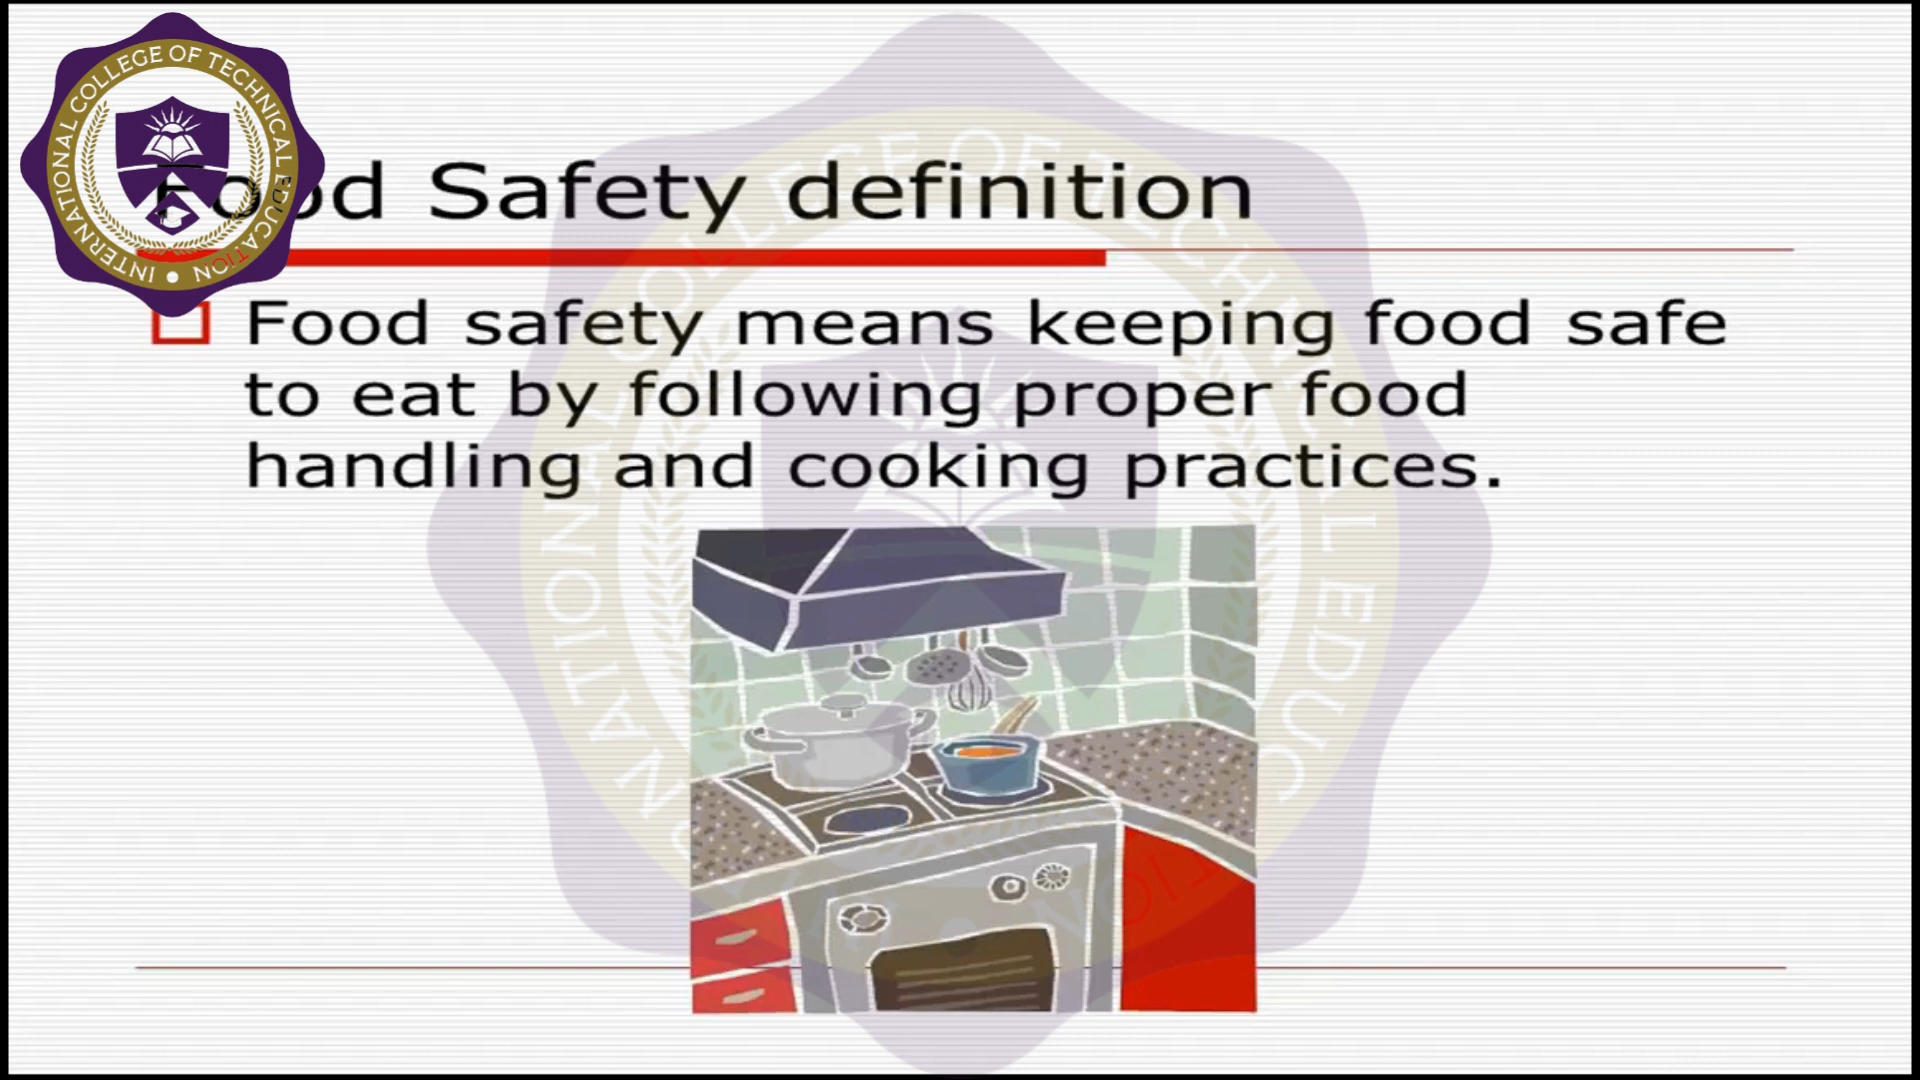 INTERNATIONAL COLLEGE OF TECHNICAL EDUCATION
Food Safety definition
Food safety means keeping food safe
to eat by following proper food
handling and cooking practices.